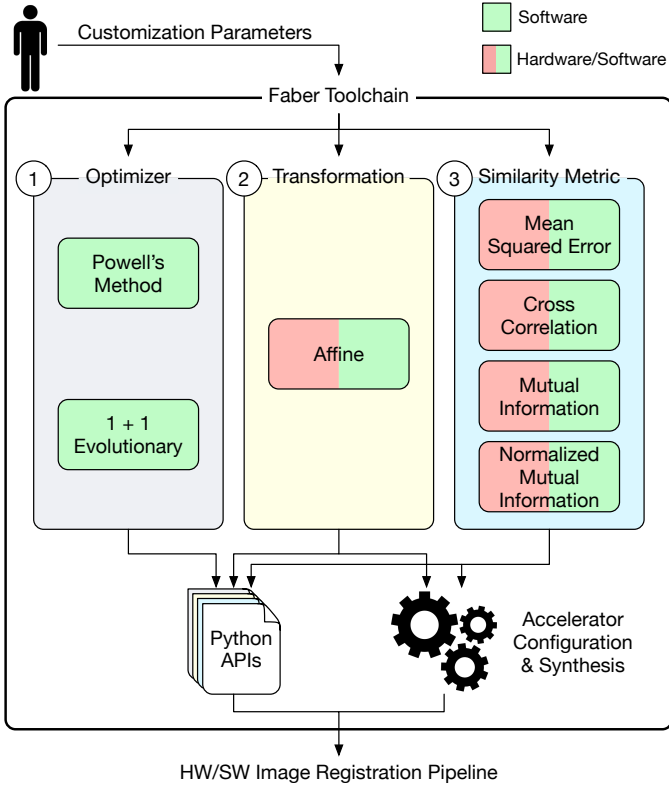 Customization Parameters
Software
Hardware/Software
Faber Toolchain
1
Optimizer
2
Transformation
3
Similarity Metric
Powell's
Method
1 + 1
Evolutionary
Affine
Mean
Squared Error
Cross
Correlation
Mutual
Information
Normalized
Mutual
Information
Python
APIs
Accelerator
Configuration
& Synthesis
HW/SW Image Registration Pipeline